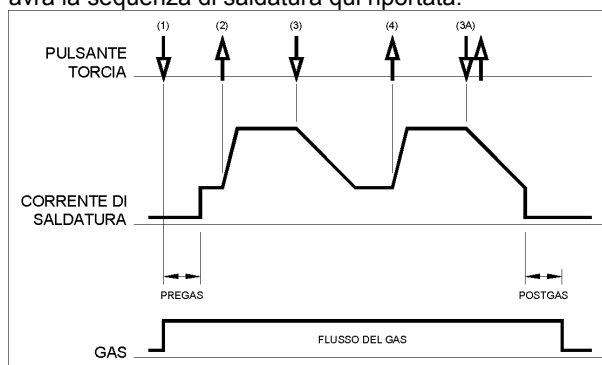 avrà la sequenza di saldatura qui riportata:
(1) (2) (3) (4) (3A)
PULSANTE
TORCIA
CORRENTE DI
SALDATURA
PREGAS POSTGAS
FLUSSO DEL GAS
GAS